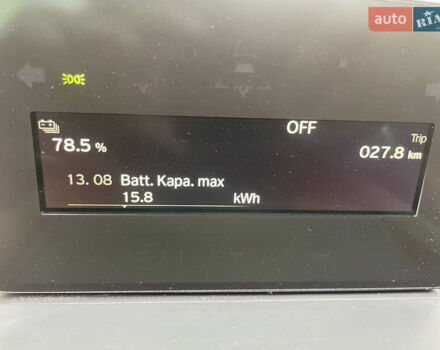 AUTO RIA
OFF
Trip
78.5 %
027.8 km
13. 08 Batt. Kapa. max
15.8 kWh